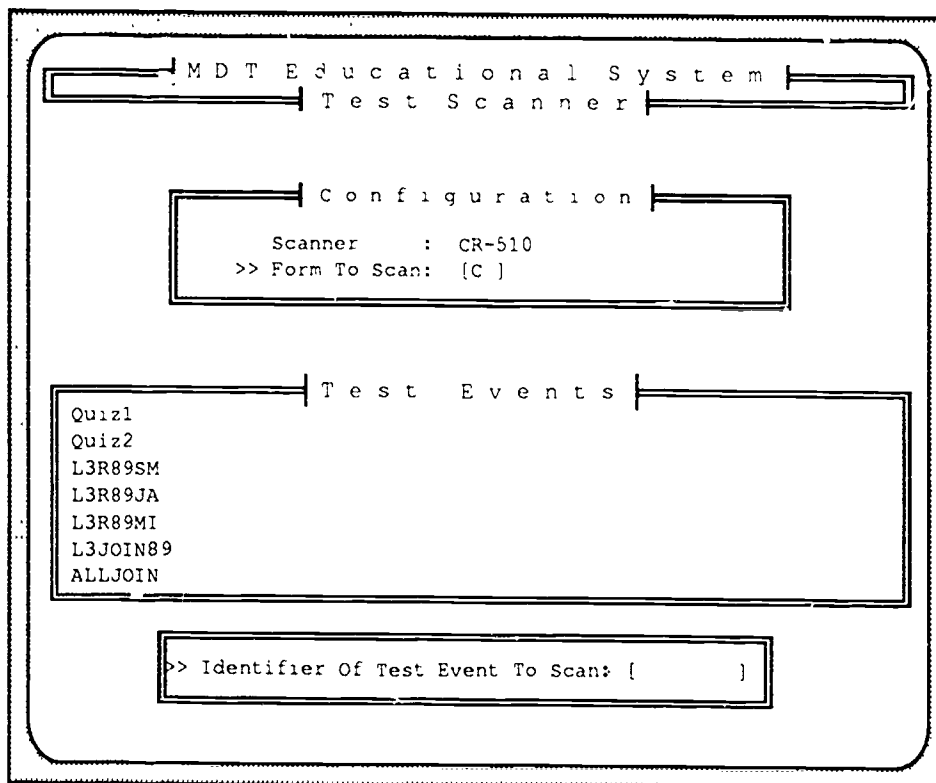 MDT Educational System
Test Scanner
Configuration
Scanner : CR-510
>> Form To Scan: [C ]
Test Events
Quiz1
Quiz2
L3R89SM
L3R89JA
L3R89MI
L3JOIN89
ALLJOIN
>> Identifier Of Test Event To Scan: [ ]